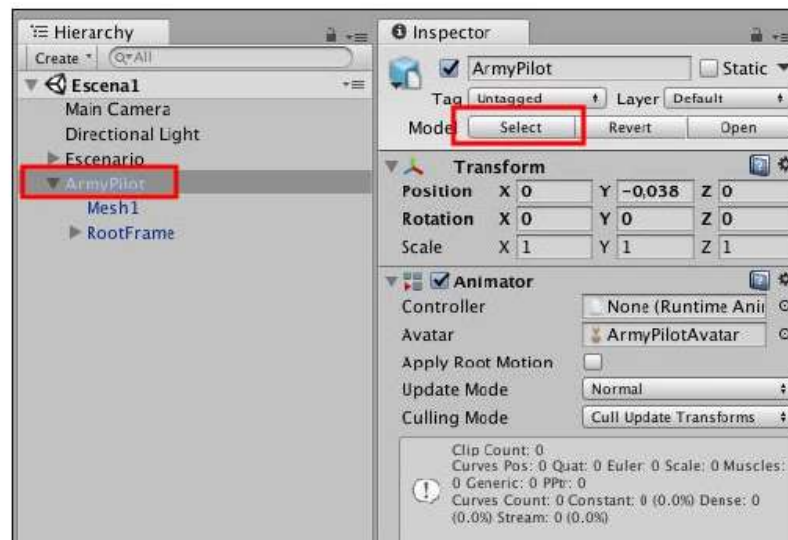 Hierarchy
Create
All
Escena1
Main Camera
Directional Light
Escenario
ArmyPilot
Mesh1
RootFrame
Inspector
ArmyPilot
Static
Tag Untagged Layer Default
Model Select Revert Open
Transform
Position X 0 Y -0,038 Z 0
Rotation X 0 Y 0 Z 0
Scale X 1 Y 1 Z 1
Animator
Controller None (Runtime Ani
Avatar ArmyPilotAvatar
Apply Root Motion
Update Mode Normal
Culling Mode Cull Update Transforms
Clip Count: 0
Curves Pos: 0 Quat: 0 Euler: 0 Scale: 0 Muscles:
0 Generic: 0 PPtr: 0
Curves Count: 0 Constant: 0 (0.0%) Dense: 0
(0.0%) Stream: 0 (0.0%)